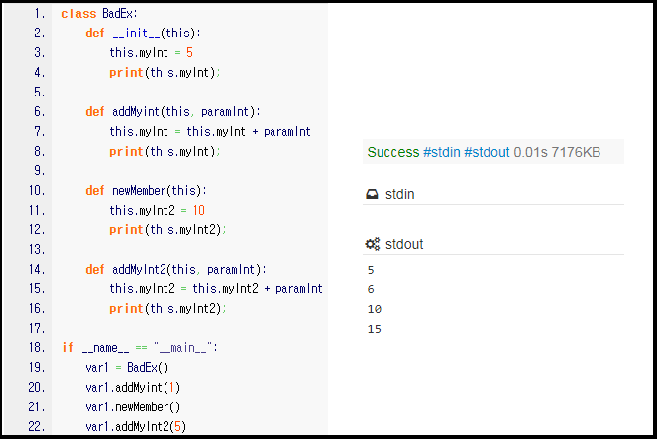 1. class BadEx:
2. def __init__(this):
3. this.myInt = 5
4. print(this.myInt);
5.
6. def addMyint(this, paramInt):
7. this.myInt = this.myInt + paramInt
8. print(this.myInt);
9.
10. def newMember(this):
11. this.myInt2 = 10
12. print(this.myInt2);
13.
14. def addMyInt2(this, paramInt):
15. this.myInt2 = this.myInt2 + paramInt
16. print(this.myInt2);
17.
18. if __name__ == "__main__":
19. var1 = BadEx()
20. var1.addMyint(1)
21. var1.newMember()
22. var1.addMyInt2(5)
Success #stdin #stdout 0.01s 7176KB
stdin
stdout
5
6
10
15